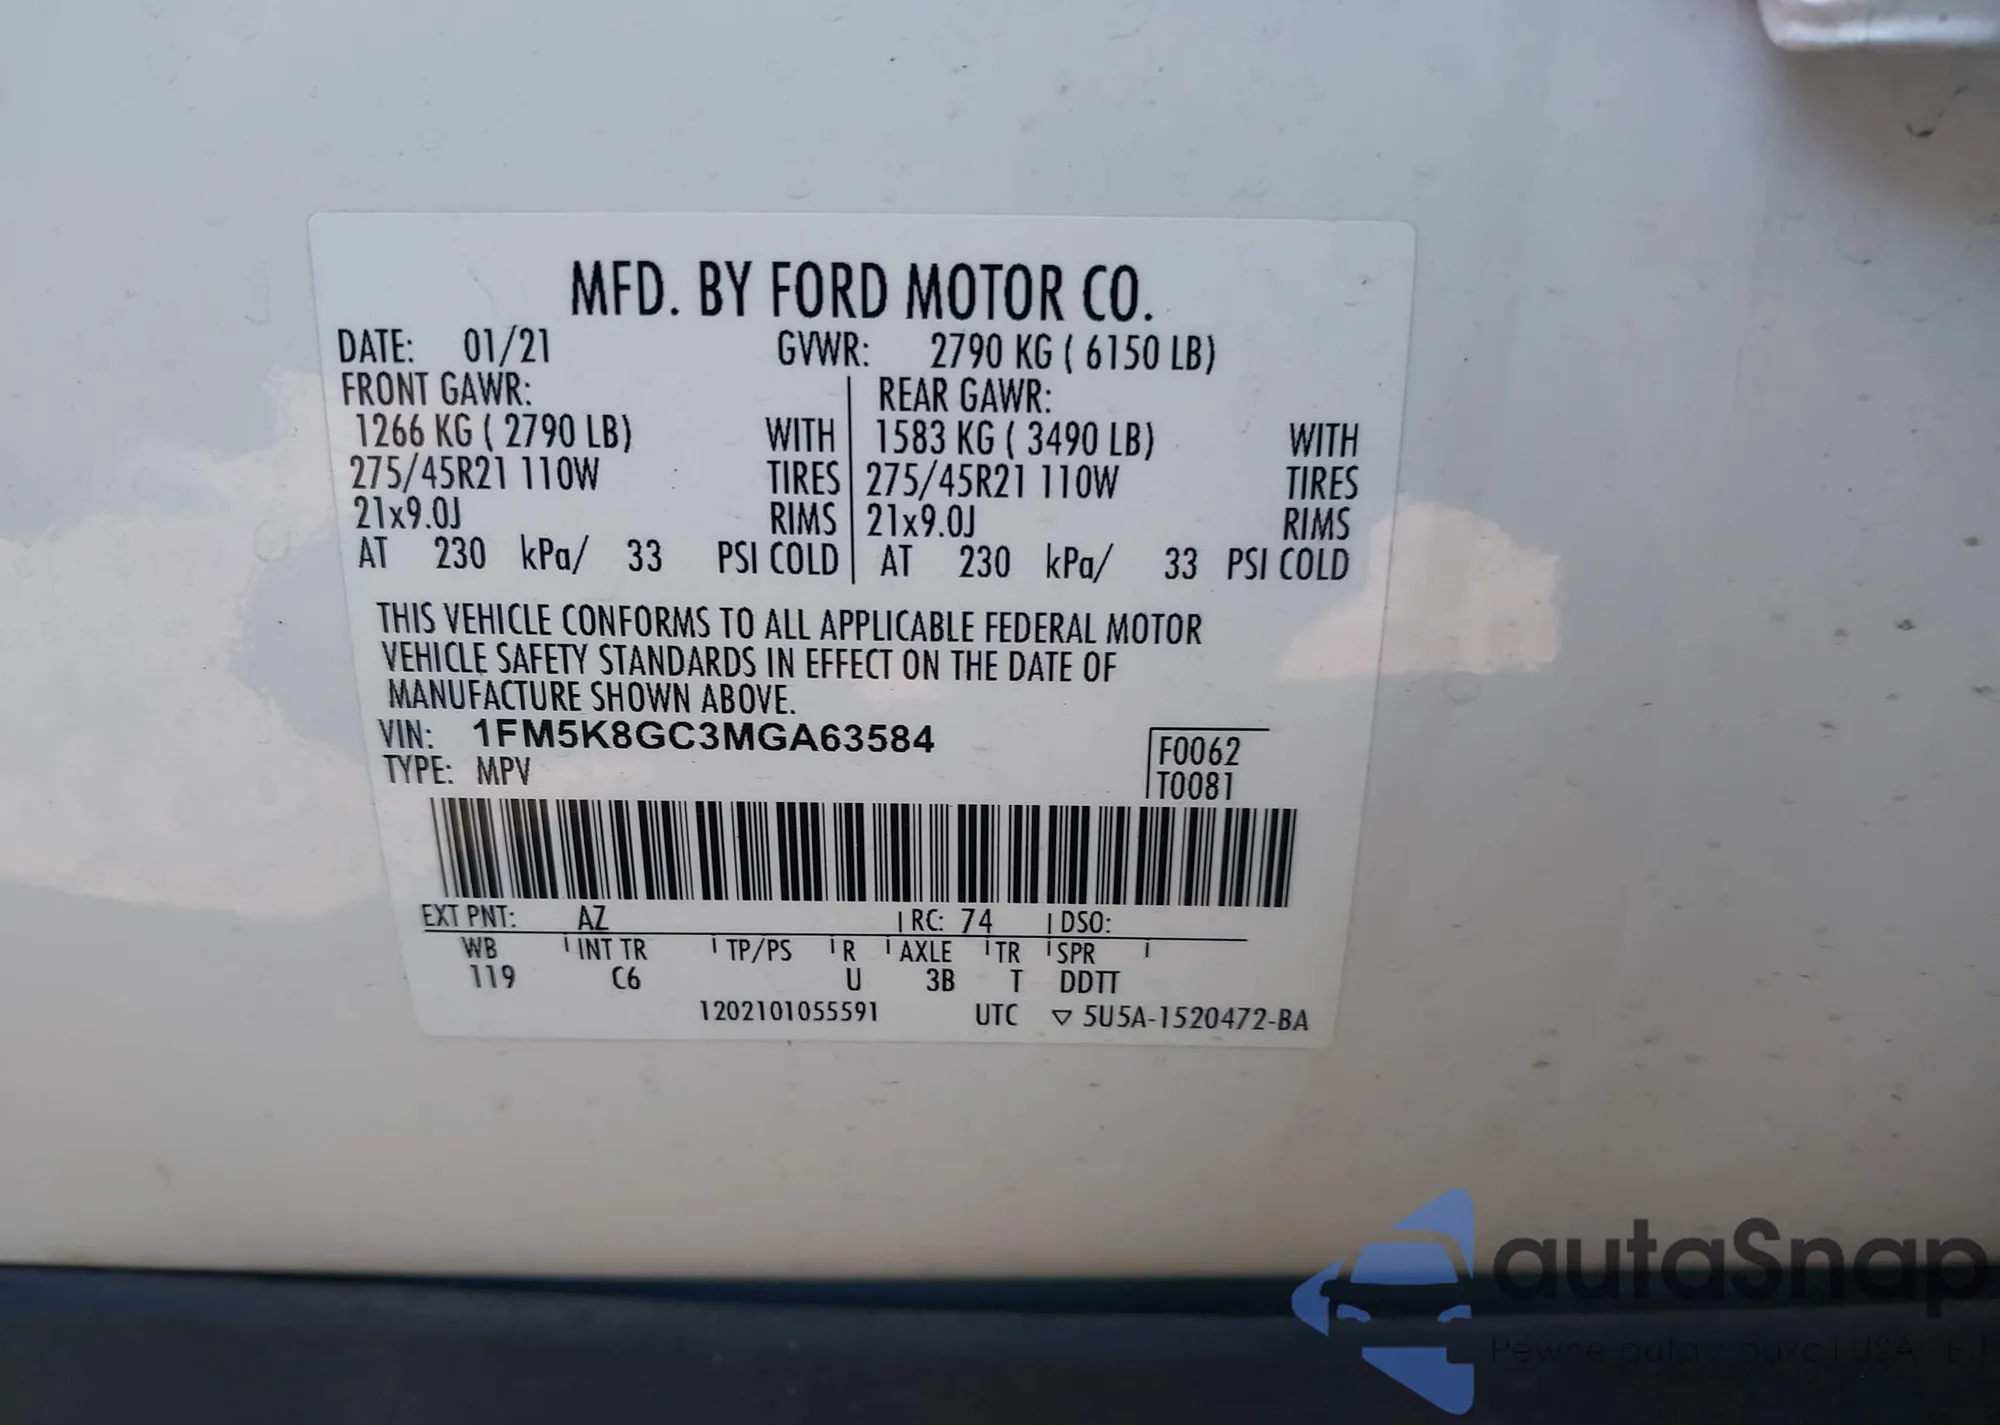 MFD. BY FORD MOTOR CO.
DATE: 01/21 GVWR: 2790 KG ( 6150 LB)
FRONT GAWR: REAR GAWR:
1266 KG ( 2790 LB) WITH 1583 KG ( 3490 LB) WITH
275/45R21 110W TIRES 275/45R21 110W TIRES
21x9.0J RIMS 21x9.0J RIMS
AT 230 kPa/ 33 PSI COLD AT 230 kPa/ 33 PSI COLD
THIS VEHICLE CONFORMS TO ALL APPLICABLE FEDERAL MOTOR
VEHICLE SAFETY STANDARDS IN EFFECT ON THE DATE OF
MANUFACTURE SHOWN ABOVE.
VIN: 1FM5K8GC3MGA63584 F0062
TYPE: MPV T0081
EXT PNT: AZ RC: 74 DSO:
WB INT TR TP/PS R AXLE TR SPR
119 C6 U 3B T DDTT
1202101055591 UTC ▽ 5U5A-1520472-BA
autaSnap
Pewne auta z aukcji USA